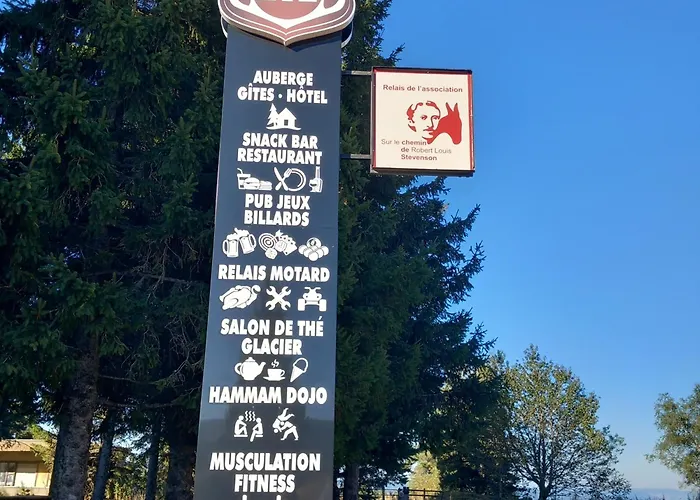 AUBERGE
GÎTES · HÔTEL
SNACK BAR
RESTAURANT
PUB JEUX
BILLARDS
RELAIS MOTARD
SALON DE THÉ
GLACIER
HAMMAM DOJO
MUSCULATION
FITNESS
Relais de l'association
Sur le chemin
de Robert Louis
Stevenson